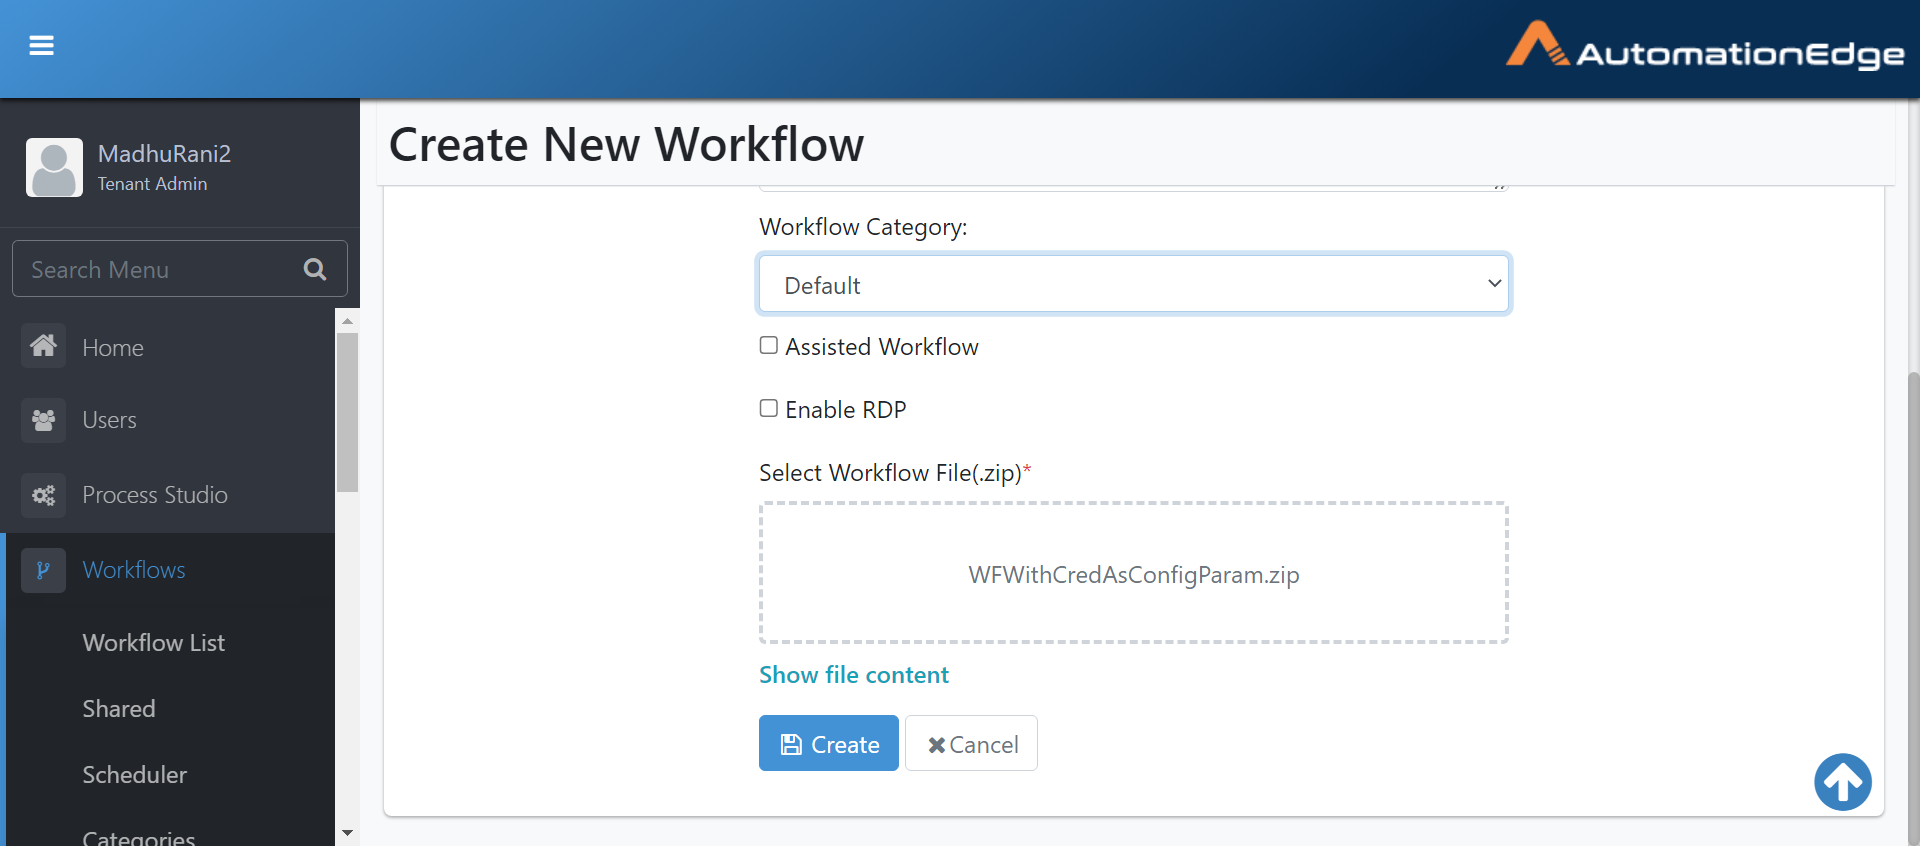 AutomationEdge
MadhuRani2
Tenant Admin
Search Menu
Home
Users
Process Studio
Workflows
Workflow List
Shared
Scheduler
Categories
Create New Workflow
Workflow Category:
Default
Assisted Workflow
Enable RDP
Select Workflow File(.zip)*
WFWithCredAsConfigParam.zip
Show file content
Create
Cancel